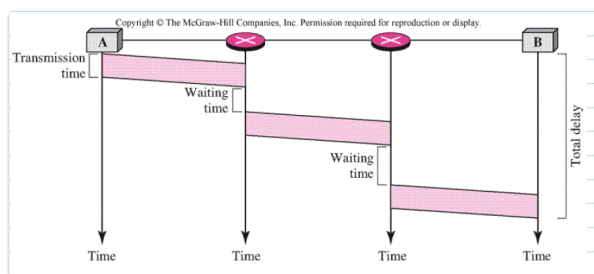 Copyright © The McGraw-Hill Companies, Inc. Permission required for reproduction or display.
A
B
Transmission
time
Waiting
time
Waiting
time
Total delay
Time
Time
Time
Time